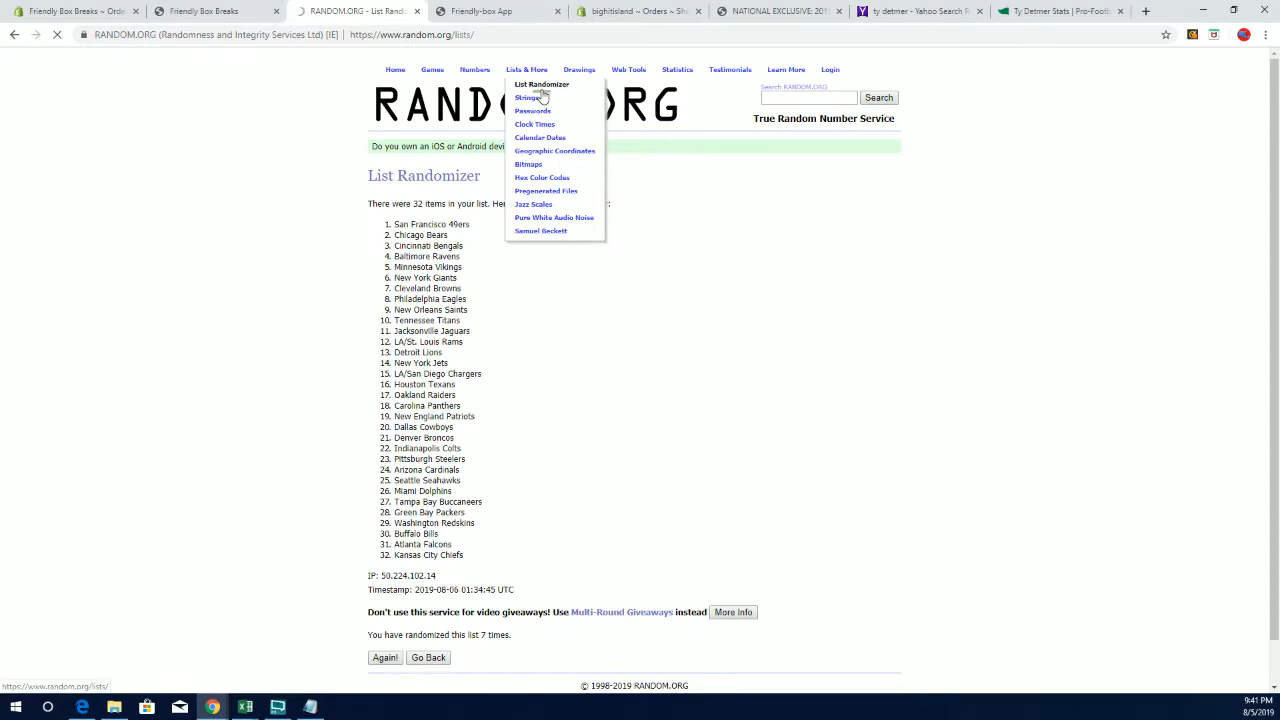 Friendly Box Breaks
Friendly Box Breaks
RANDOM.ORG - List Rand
Friendly-box App
bightisland ~ Orders ~ Sh
NATIONAL EXCLUSIVE: 201
ty detmer - Yahoo Search R
Ty Detmer Stats | Pro-Footb
RANDOM.ORG (Randomness and Integrity Services Ltd) [IE] | https://www.random.org/lists/
Home Games Numbers Lists & More Drawings Web Tools Statistics Testimonials Learn More Login
List Randomizer
Strings
Passwords
Clock Times
Calendar Dates
Geographic Coordinates
Bitmaps
Hex Color Codes
Pregenerated Files
Jazz Scales
Pure White Audio Noise
Samuel Beckett
RANDOM.ORG
Search RANDOM.ORG
Search
True Random Number Service
Do you own an iOS or Android devi
List Randomizer
There were 32 items in your list. Her
1. San Francisco 49ers
2. Chicago Bears
3. Cincinnati Bengals
4. Baltimore Ravens
5. Minnesota Vikings
6. New York Giants
7. Cleveland Browns
8. Philadelphia Eagles
9. New Orleans Saints
10. Tennessee Titans
11. Jacksonville Jaguars
12. LA/St. Louis Rams
13. Detroit Lions
14. New York Jets
15. LA/San Diego Chargers
16. Houston Texans
17. Oakland Raiders
18. Carolina Panthers
19. New England Patriots
20. Dallas Cowboys
21. Denver Broncos
22. Indianapolis Colts
23. Pittsburgh Steelers
24. Arizona Cardinals
25. Seattle Seahawks
26. Miami Dolphins
27. Tampa Bay Buccaneers
28. Green Bay Packers
29. Washington Redskins
30. Buffalo Bills
31. Atlanta Falcons
32. Kansas City Chiefs
IP: 50.224.102.14
Timestamp: 2019-08-06 01:34:45 UTC
Don't use this service for video giveaways! Use Multi-Round Giveaways instead More Info
You have randomized this list 7 times.
Again! Go Back
© 1998-2019 RANDOM.ORG
https://www.random.org/lists/
9:41 PM
8/5/2019